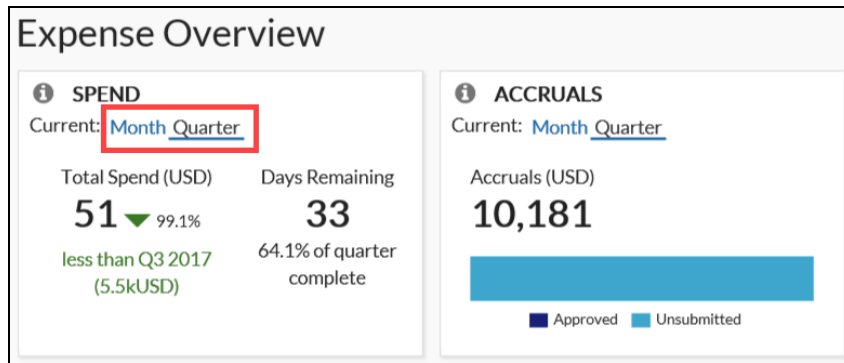 Expense Overview
SPEND
Current: Month Quarter
Total Spend (USD)
51 99.1%
less than Q3 2017
(5.5kUSD)
Days Remaining
33
64.1% of quarter
complete
ACCRUALS
Current: Month Quarter
Accruals (USD)
10,181
Approved Unsubmitted